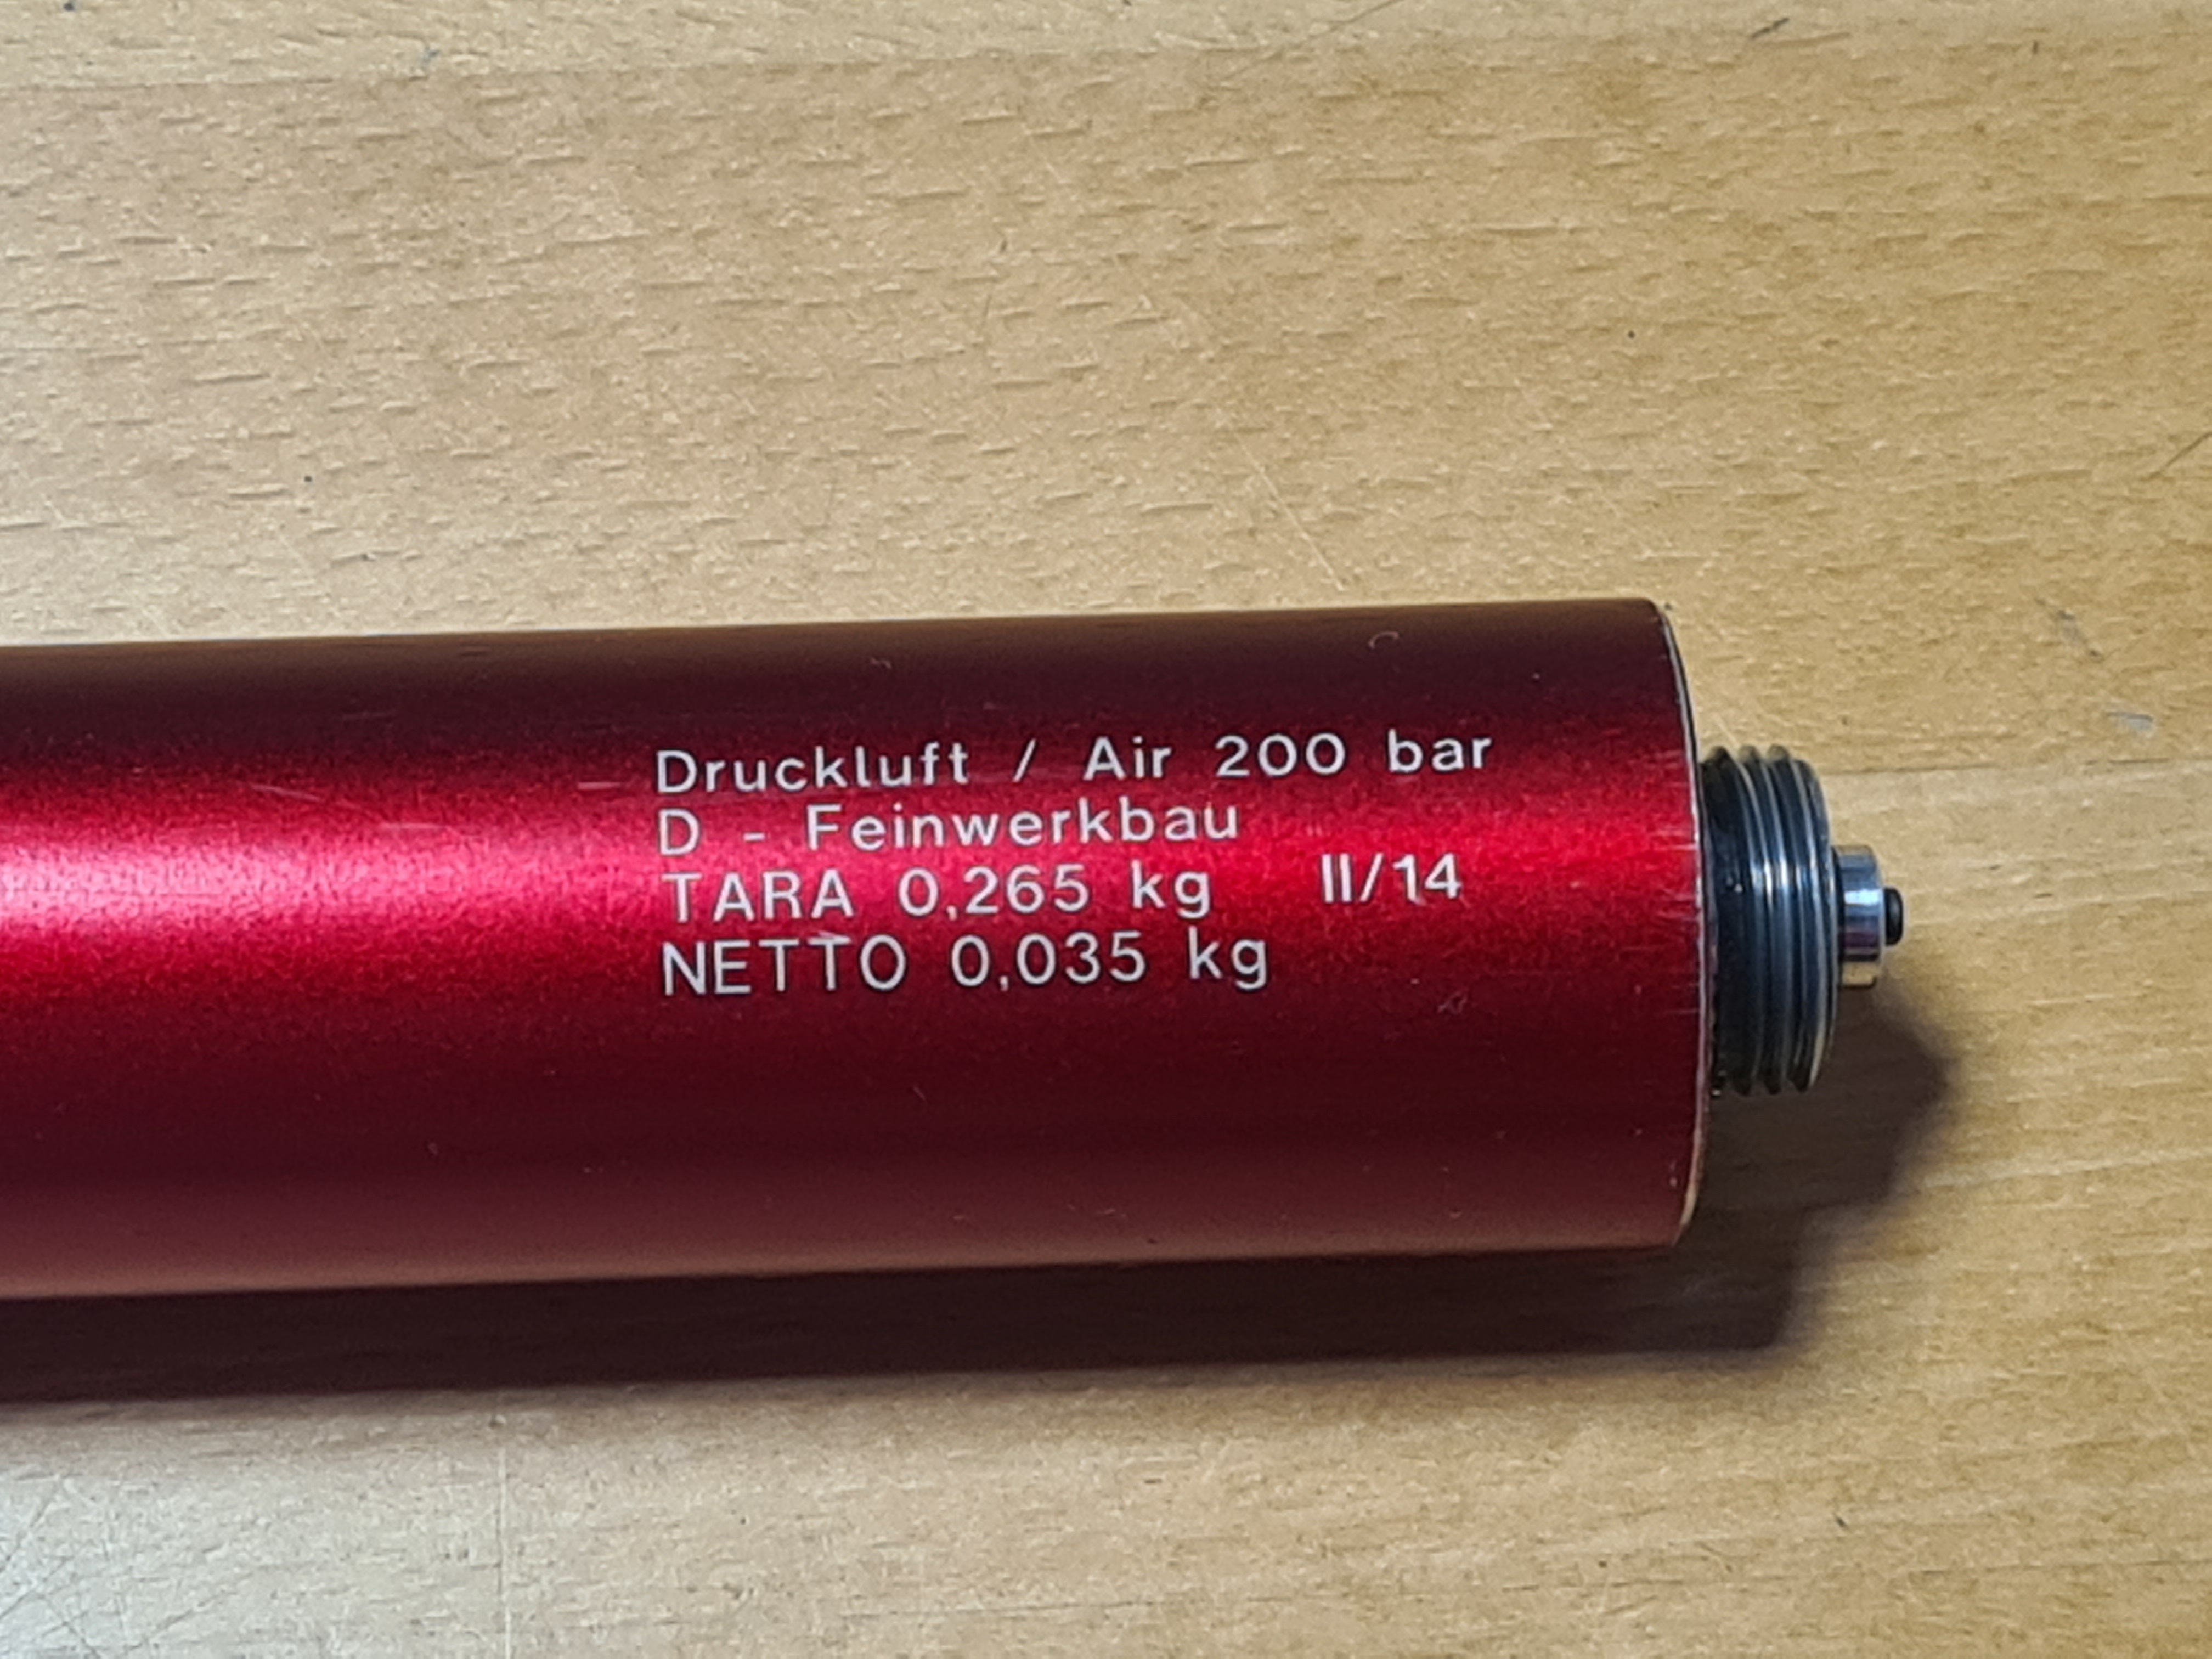 Druckluft / Air 200 bar
D - Feinwerkbau
TARA 0,265 kg II/14
NETTO 0,035 kg